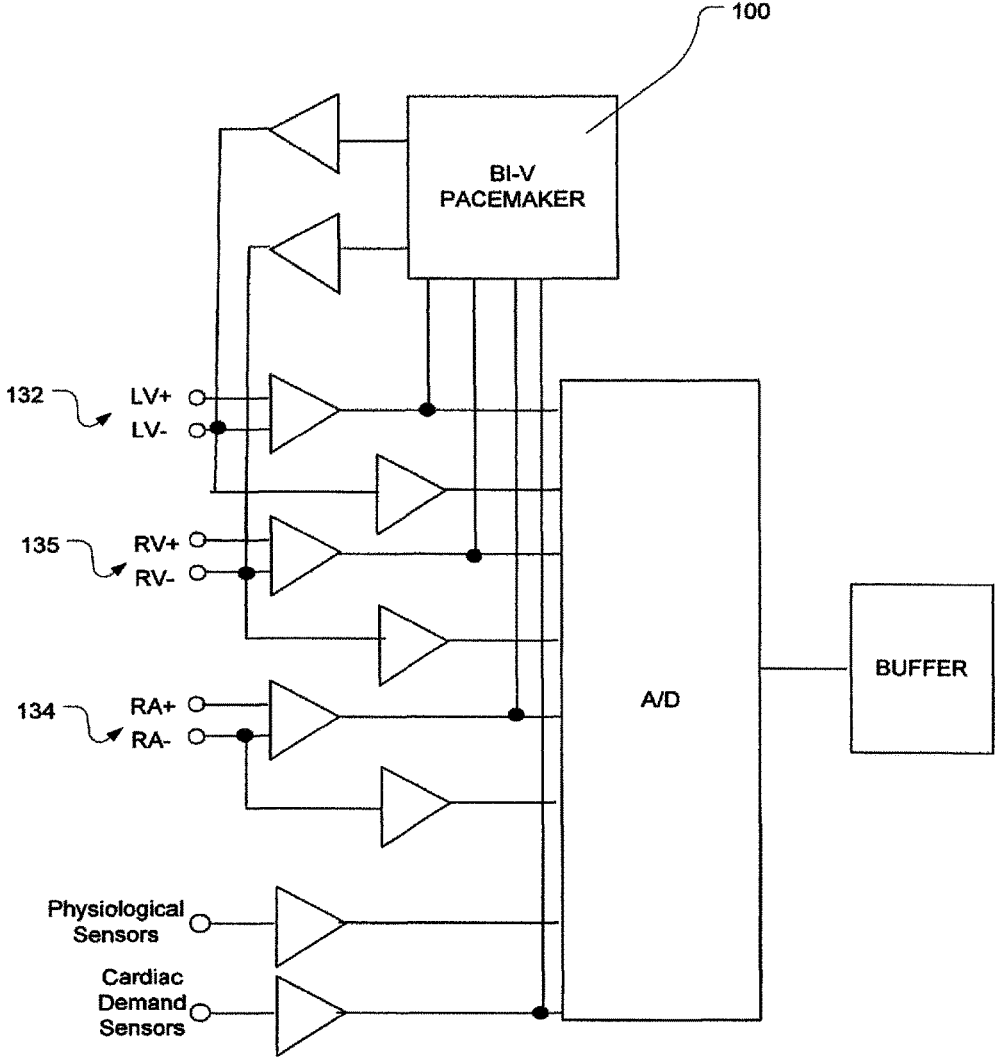 100
BI-V
PACEMAKER
132
LV+
LV-
135
RV+
RV-
134
RA+
RA-
A/D
BUFFER
Physiological
Sensors
Cardiac
Demand
Sensors